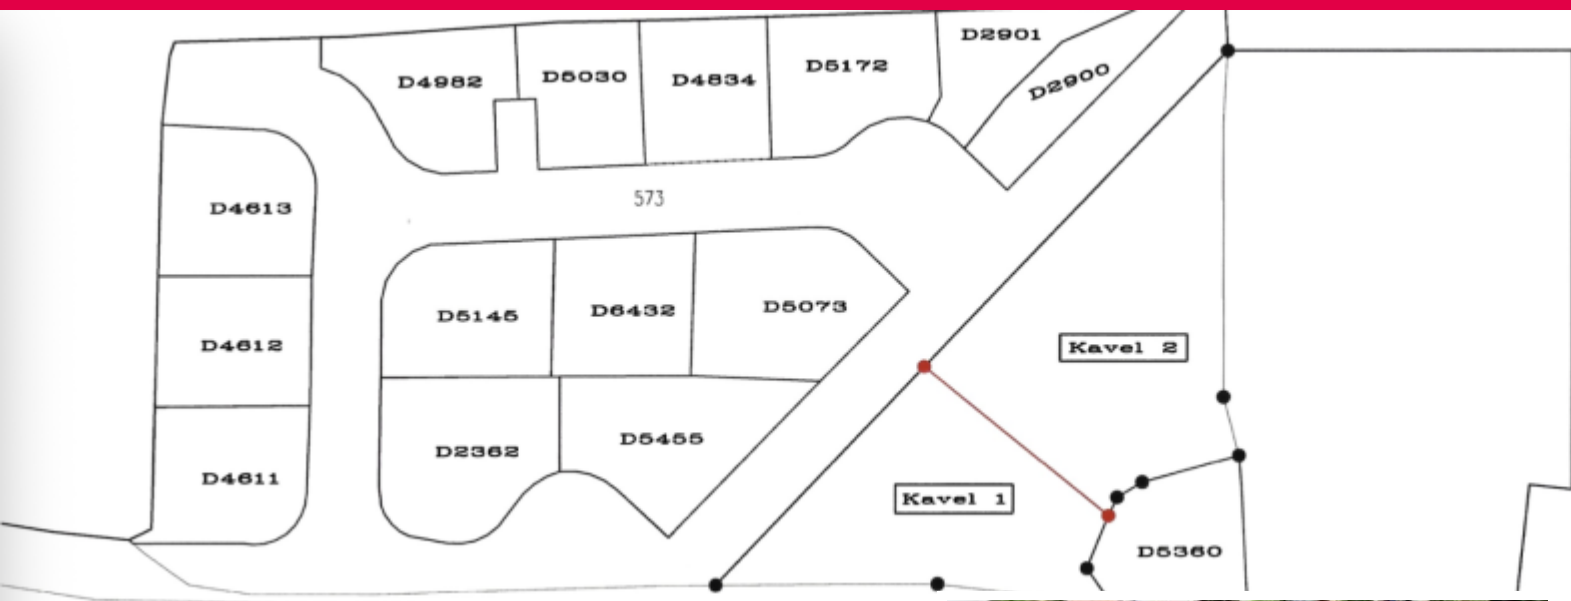 D2901
D5172
D2900
D4982
D5030
D4834
573
D4613
D5145
D6432
D5073
D4612
Kavel 2
D2362
D5455
D4611
Kavel 1
D5360